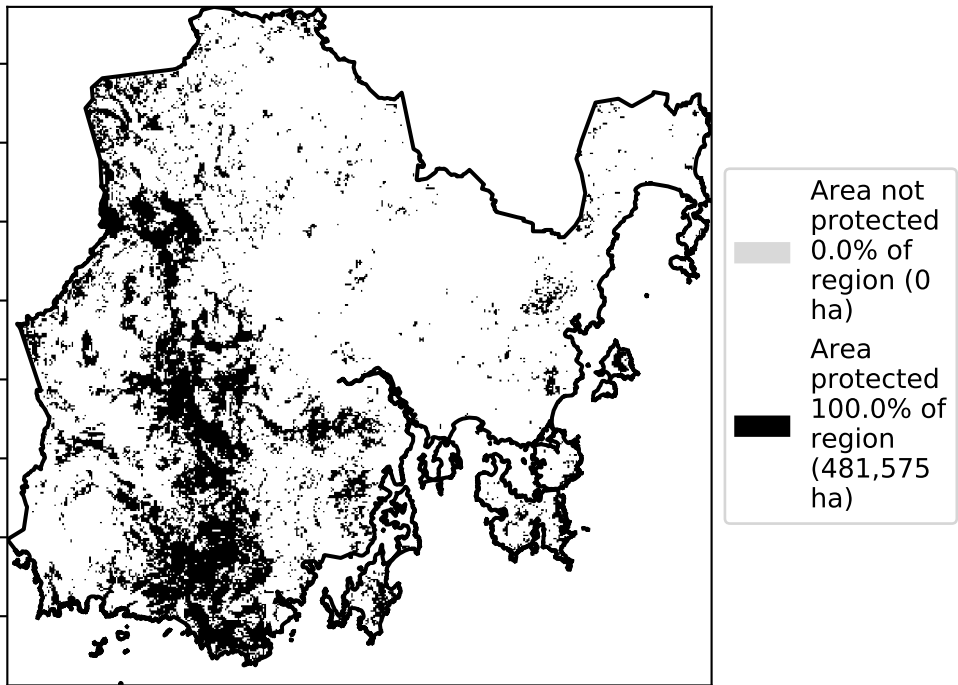 Area not
protected
0.0% of
region (0
ha)
Area
protected
100.0% of
region
(481,575
ha)